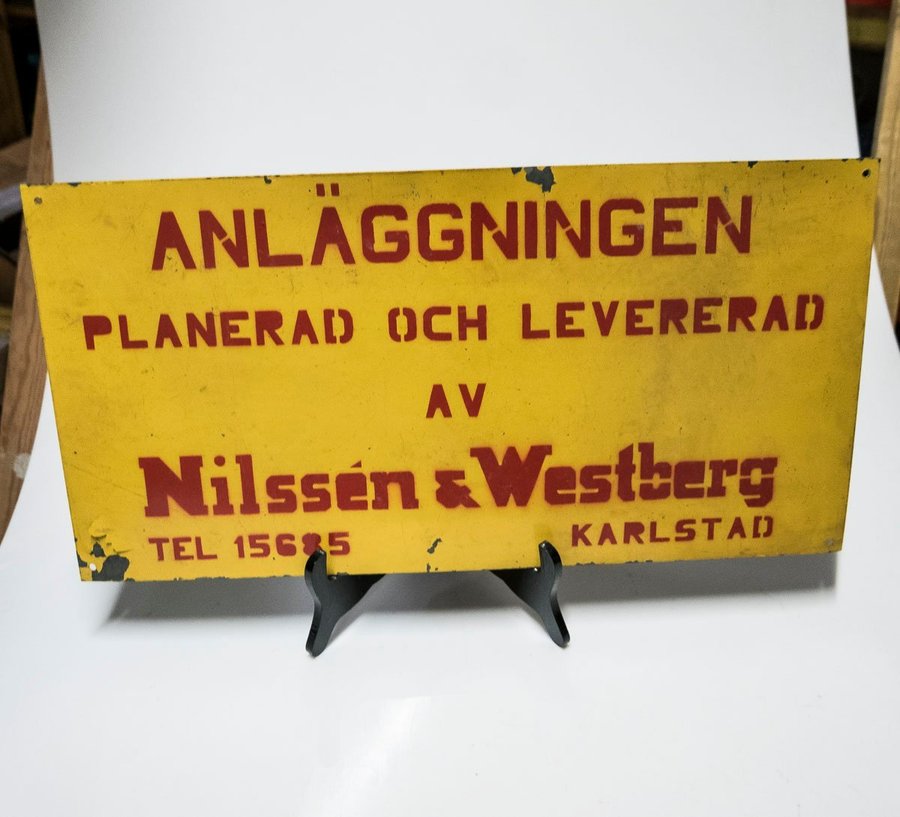 ANLÄGGNINGEN
PLANERAD OCH LEVERERAD
AV
Nilssén & Westberg
TEL 15685 KARLSTAD